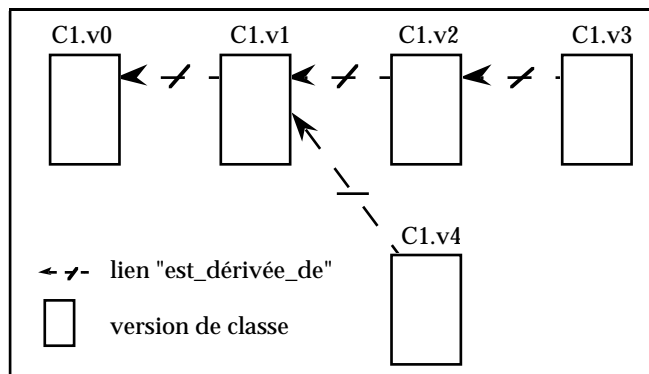 C1.v0 C1.v1 C1.v2 C1.v3
C1.v4
lien "est_dérivée_de"
version de classe